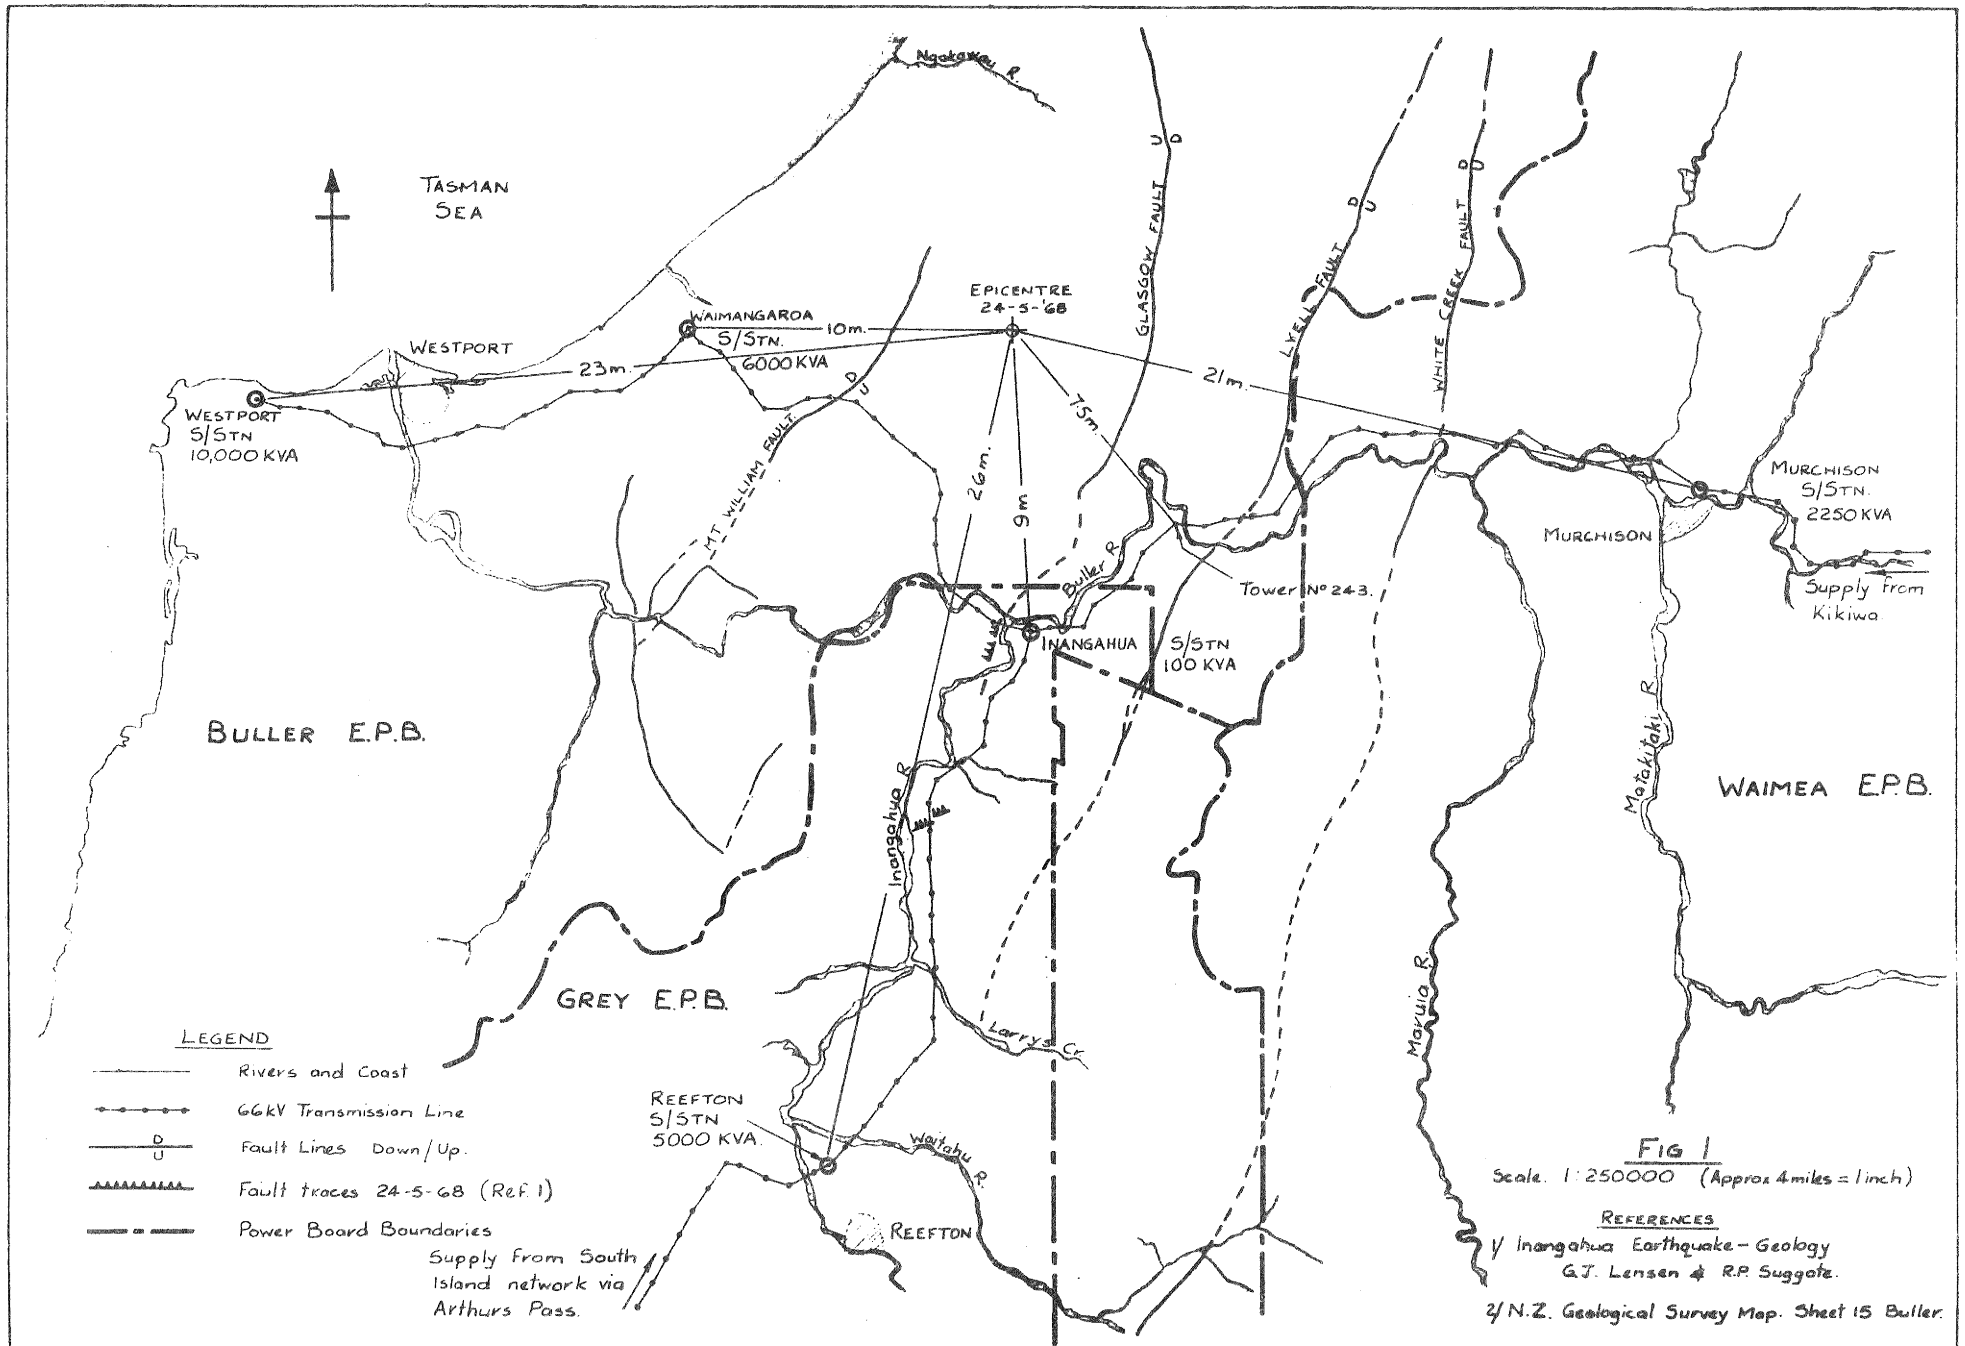 Ngakawau R.
TASMAN
SEA
EPICENTRE
24-5-'68
WAIMANGAROA
S/STN.
6000 KVA
10m.
WESTPORT
23m.
WESTPORT
S/STN
10,000 KVA
MT WILLIAM FAULT.
D
U
GLASGOW FAULT
U D
LYELL FAULT
D
U
WHITE CREEK FAULT
D
U
21m.
7.5m.
26m.
9m
MURCHISON
S/STN.
2250 KVA
MURCHISON
Supply from
Kikiwa.
Buller R.
Tower No 243.
INANGAHUA
S/STN
100 KVA
BULLER E.P.B.
Inangahua R.
Matakitaki R.
WAIMEA E.P.B.
GREY E.P.B.
Larrys Cr.
Maruia R.
LEGEND
Rivers and Coast
66kV Transmission Line
D
U
Fault Lines Down/Up.
Fault traces 24-5-68 (Ref. 1)
Power Board Boundaries
REEFTON
S/STN
5000 KVA.
Waitahu R.
REEFTON
Supply from South
Island network via
Arthurs Pass.
FIG 1
Scale. 1:250000 (Approx 4 miles = 1 inch)
REFERENCES
1/ Inangahua Earthquake - Geology
G.J. Lensen & R.P. Suggate.
2/ N.Z. Geological Survey Map. Sheet 15 Buller.